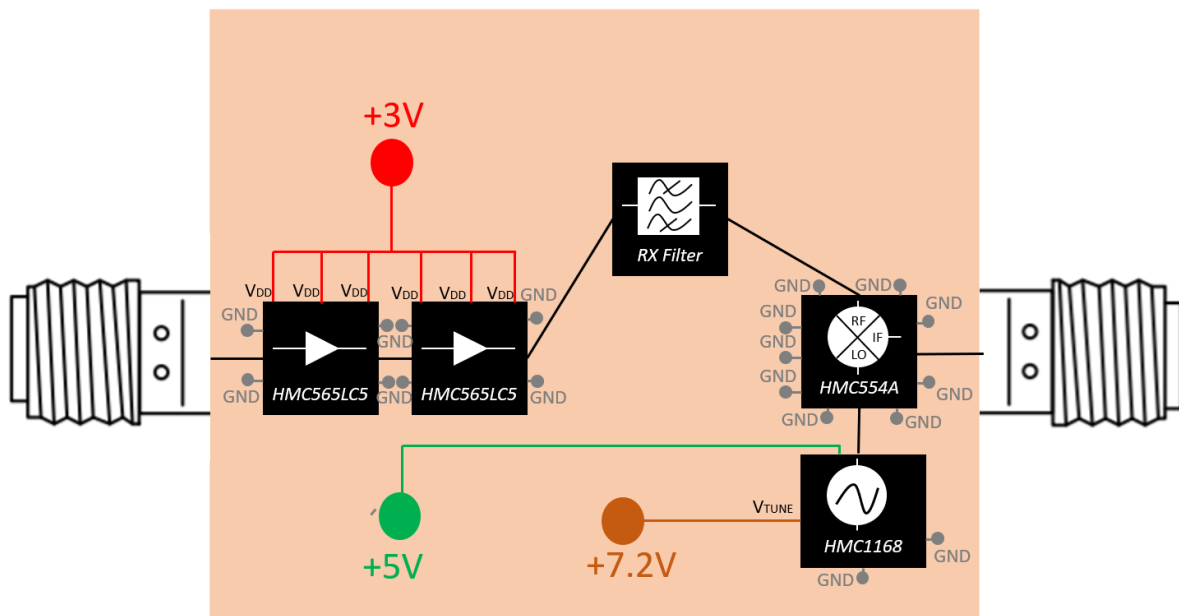 +3V
VDD VDD VDD VDD VDD VDD GND
GND GND GND
HMC565LC5 HMC565LC5
GND GND GND
RX Filter
GND GND
GND GND
GND
GND
RF
IF
LO
HMC554A
GND GND
GND GND
+5V
+7.2V
VTUNE
HMC1168
GND
GND